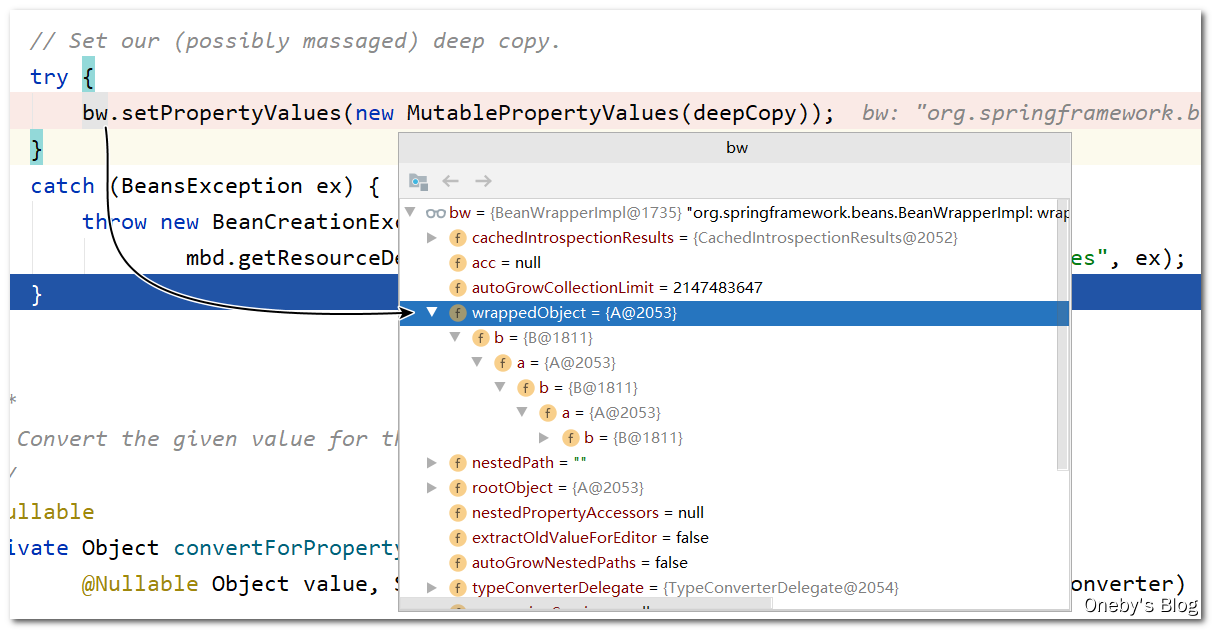 // Set our (possibly massaged) deep copy.
try {
bw.setPropertyValues(new MutablePropertyValues(deepCopy)); bw: "org.springframework.b
}
catch (BeansException ex) {
throw new BeanCreationExc
mbd.getResourceDe es", ex);
}
bw
bw = {BeanWrapperImpl@1735} "org.springframework.beans.BeanWrapperImpl: wrap
f cachedIntrospectionResults = {CachedIntrospectionResults@2052}
f acc = null
f autoGrowCollectionLimit = 2147483647
f wrappedObject = {A@2053}
f b = {B@1811}
f a = {A@2053}
f b = {B@1811}
f a = {A@2053}
f b = {B@1811}
f nestedPath = ""
f rootObject = {A@2053}
f nestedPropertyAccessors = null
f extractOldValueForEditor = false
f autoGrowNestedPaths = false
f typeConverterDelegate = {TypeConverterDelegate@2054}
*
Convert the given value for th
/
ullable
ivate Object convertForProperty
@Nullable Object value, onverter)
Oneby's Blog